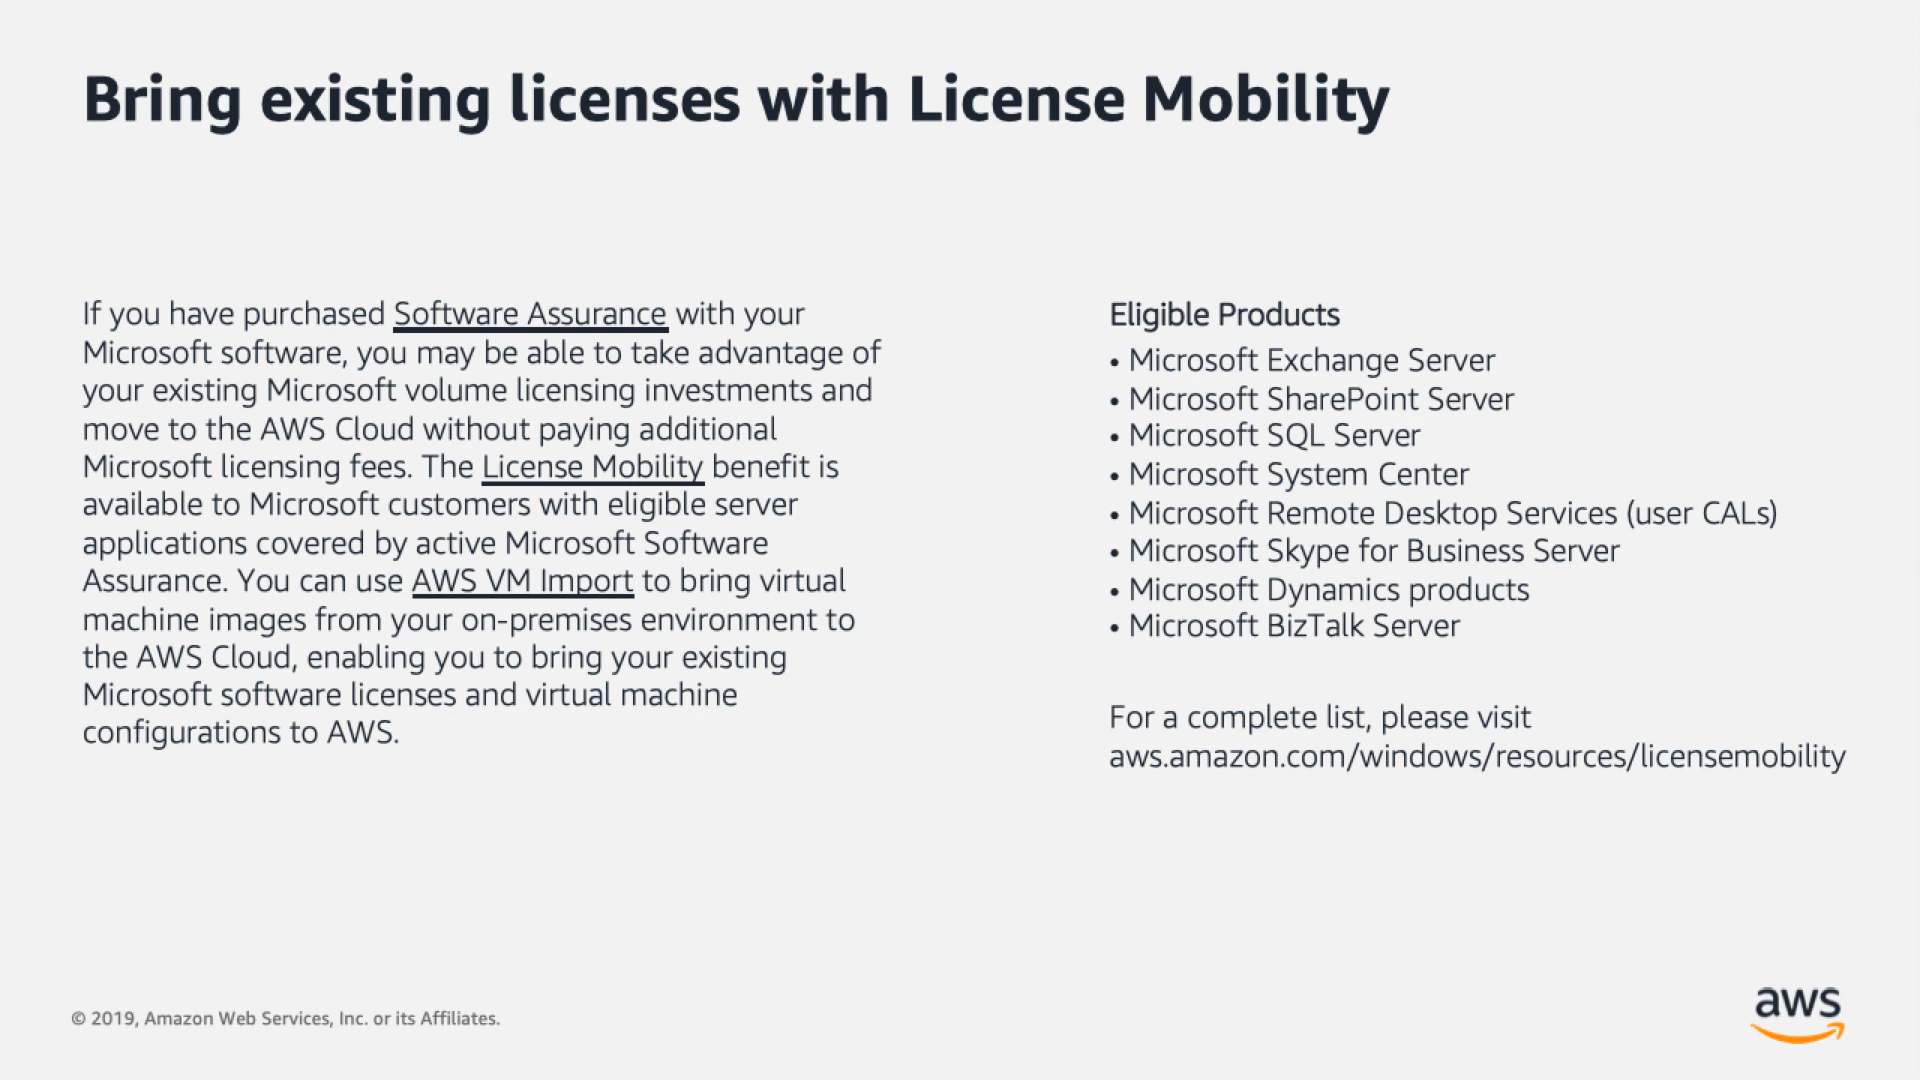 Bring existing licenses with License Mobility
If you have purchased Software Assurance with your
Microsoft software, you may be able to take advantage of
your existing Microsoft volume licensing investments and
move to the AWS Cloud without paying additional
Microsoft licensing fees. The License Mobility benefit is
available to Microsoft customers with eligible server
applications covered by active Microsoft Software
Assurance. You can use AWS VM Import to bring virtual
machine images from your on-premises environment to
the AWS Cloud, enabling you to bring your existing
Microsoft software licenses and virtual machine
configurations to AWS.
Eligible Products
• Microsoft Exchange Server
• Microsoft SharePoint Server
• Microsoft SQL Server
• Microsoft System Center
• Microsoft Remote Desktop Services (user CALs)
• Microsoft Skype for Business Server
• Microsoft Dynamics products
• Microsoft BizTalk Server
For a complete list, please visit
aws.amazon.com/windows/resources/licensemobility
© 2019, Amazon Web Services, Inc. or its Affiliates.
aws